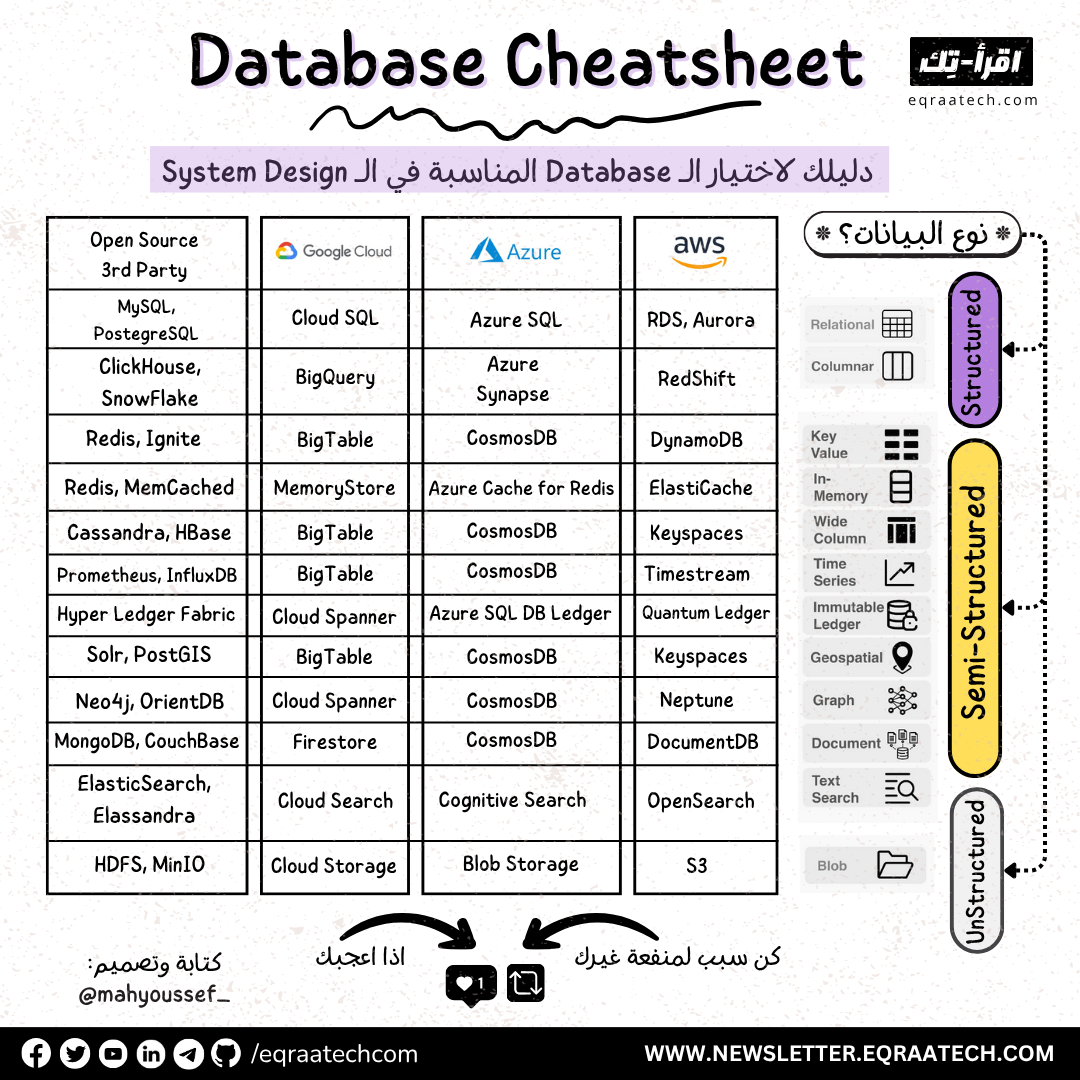 Database Cheatsheet
اقرأ-تِك
eqraatech.com
دليلك لاختيار الـ Database المناسبة في الـ System Design
نوع البيانات؟
Open Source
3rd Party
Google Cloud
Azure
aws
MySQL,
PostegreSQL
Cloud SQL
Azure SQL
RDS, Aurora
Relational
ClickHouse,
SnowFlake
BigQuery
Azure
Synapse
RedShift
Columnar
Structured
Redis, Ignite
BigTable
CosmosDB
DynamoDB
Key
Value
Redis, MemCached
MemoryStore
Azure Cache for Redis
ElastiCache
In-
Memory
Cassandra, HBase
BigTable
CosmosDB
Keyspaces
Wide
Column
Prometheus, InfluxDB
BigTable
CosmosDB
Timestream
Time
Series
Hyper Ledger Fabric
Cloud Spanner
Azure SQL DB Ledger
Quantum Ledger
Immutable
Ledger
Solr, PostGIS
BigTable
CosmosDB
Keyspaces
Geospatial
Neo4j, OrientDB
Cloud Spanner
CosmosDB
Neptune
Graph
MongoDB, CouchBase
Firestore
CosmosDB
DocumentDB
Document
ElasticSearch,
Elassandra
Cloud Search
Cognitive Search
OpenSearch
Text
Search
Semi-Structured
HDFS, MinIO
Cloud Storage
Blob Storage
S3
Blob
UnStructured
كن سبب لمنفعة غيرك
اذا اعجبك
1
كتابة وتصميم:
@mahyoussef_
/eqraatechcom
WWW.NEWSLETTER.EQRAATECH.COM